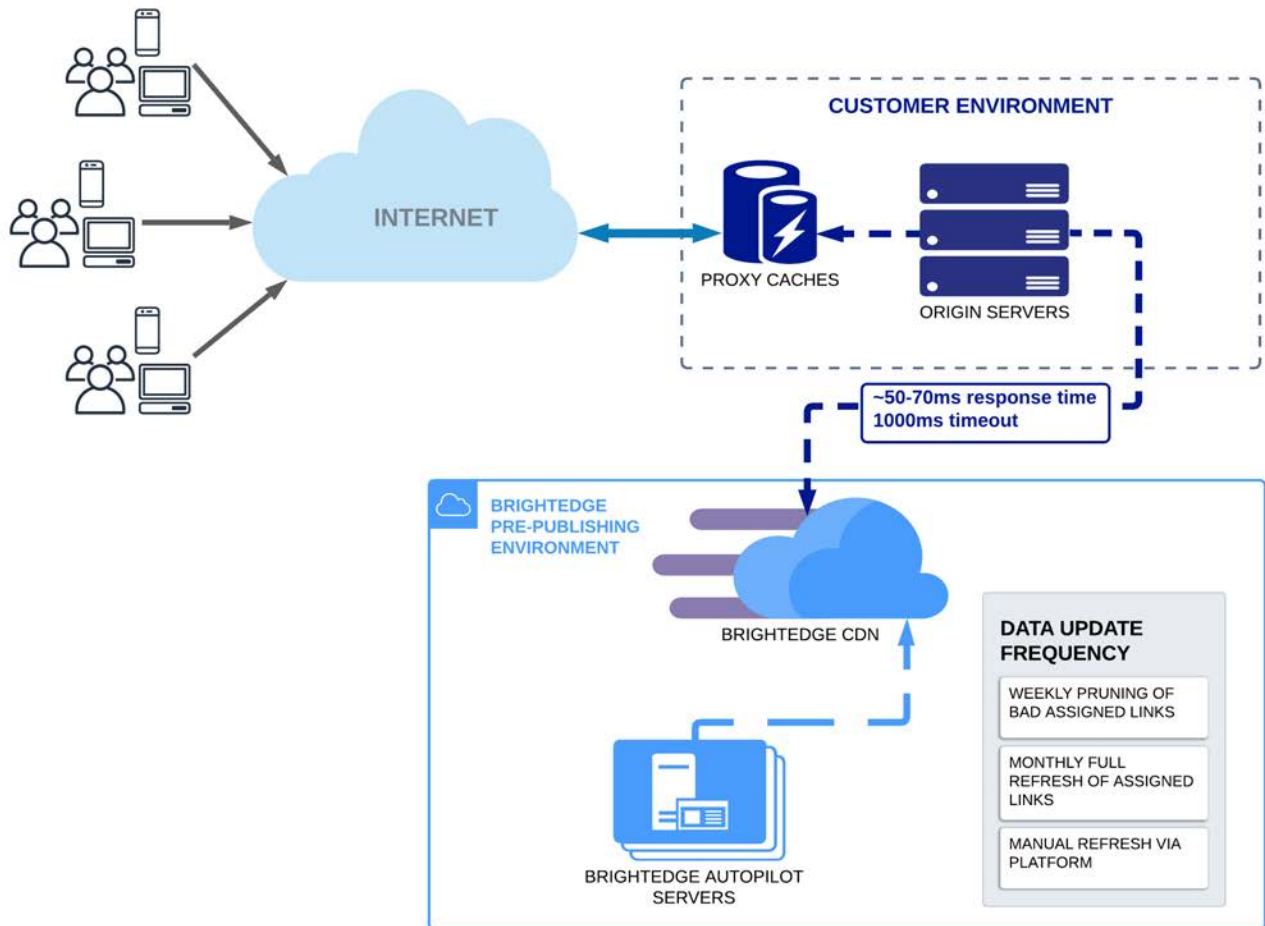 CUSTOMER ENVIRONMENT
INTERNET
PROXY CACHES
ORIGIN SERVERS
~50-70ms response time
1000ms timeout
BRIGHTEDGE
PRE-PUBLISHING
ENVIRONMENT
BRIGHTEDGE CDN
DATA UPDATE
FREQUENCY
WEEKLY PRUNING OF
BAD ASSIGNED LINKS
MONTHLY FULL
REFRESH OF ASSIGNED
LINKS
MANUAL REFRESH VIA
PLATFORM
BRIGHTEDGE AUTOPILOT
SERVERS